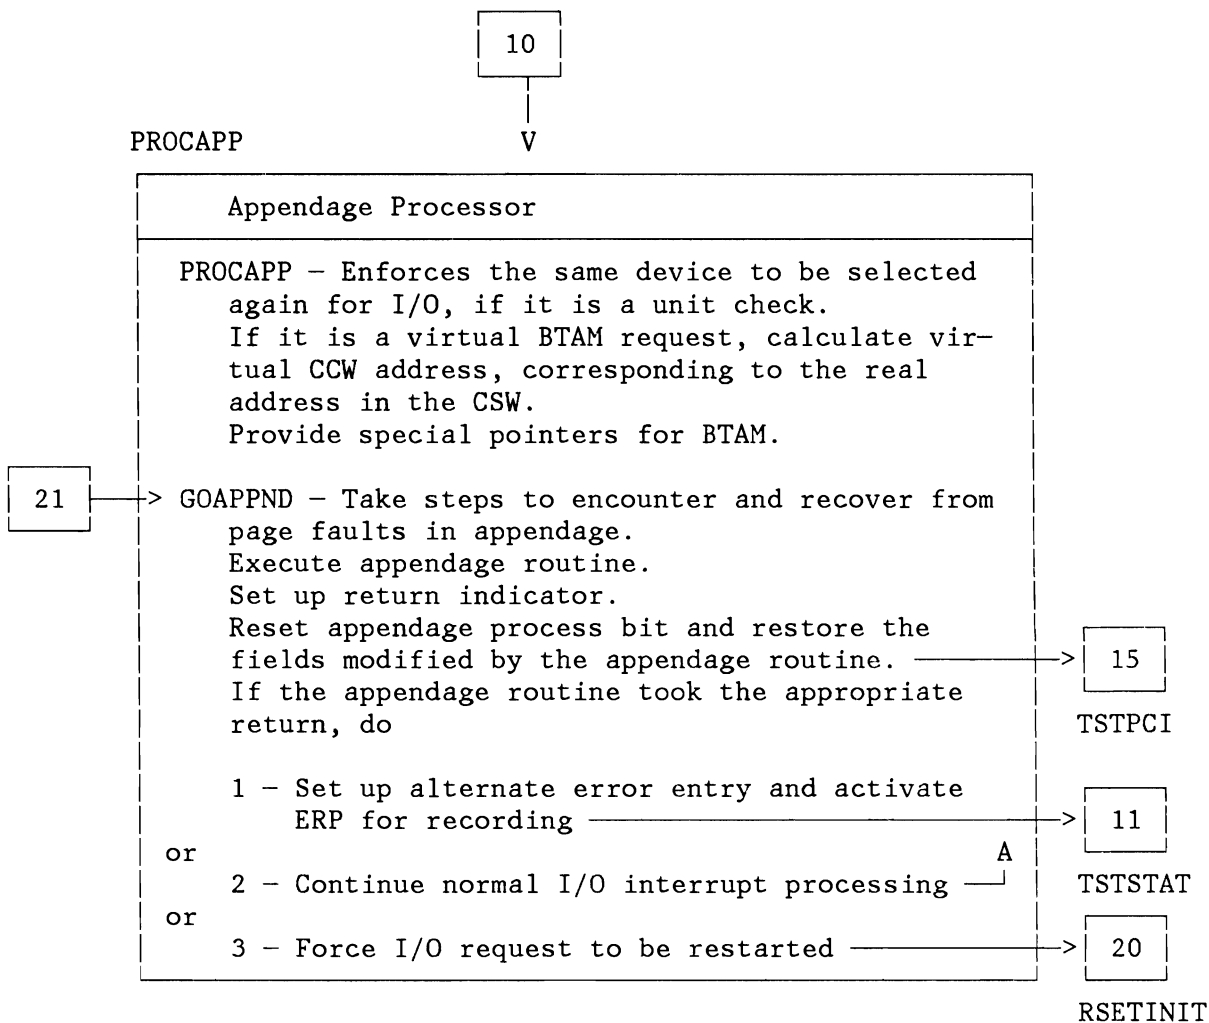 10
PROCAPP V
Appendage Processor
PROCAPP – Enforces the same device to be selected
again for I/O, if it is a unit check.
If it is a virtual BTAM request, calculate vir–
tual CCW address, corresponding to the real
address in the CSW.
Provide special pointers for BTAM.
21 > GOAPPND – Take steps to encounter and recover from
page faults in appendage.
Execute appendage routine.
Set up return indicator.
Reset appendage process bit and restore the
fields modified by the appendage routine. > 15
If the appendage routine took the appropriate
return, do TSTPCI
1 – Set up alternate error entry and activate
ERP for recording > 11
or A
2 – Continue normal I/O interrupt processing TSTSTAT
or
3 – Force I/O request to be restarted > 20
RSETINIT